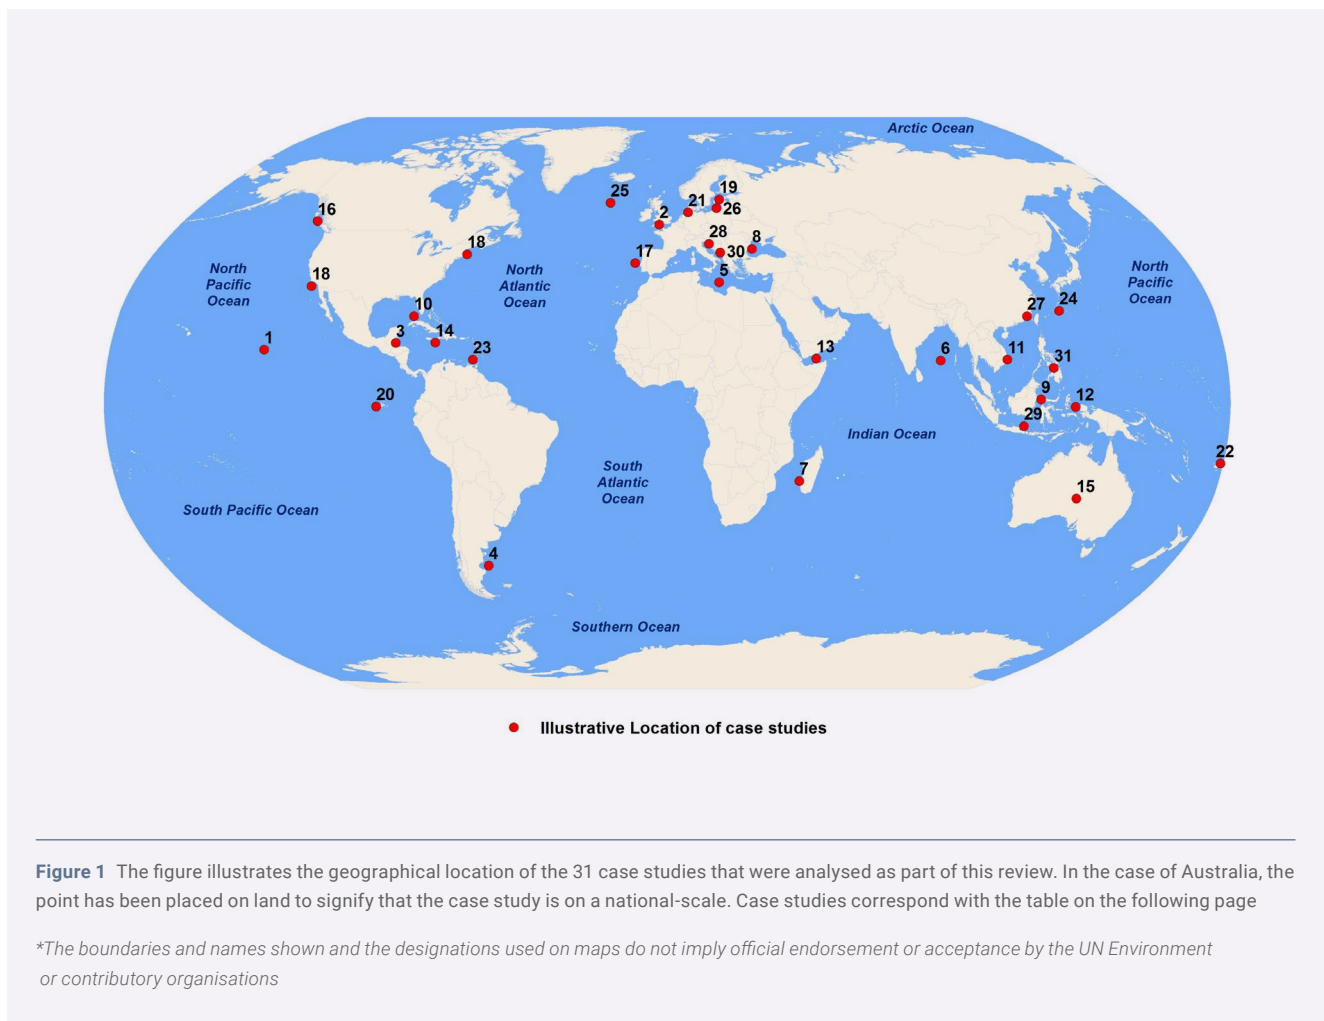 Arctic Ocean
19
25
21
26
16
2
28
8
18
17
30
5
North
Pacific
Ocean
18
North
Atlantic
Ocean
North
Pacific
Ocean
10
27
24
1
3
14
23
13
6
11
31
20
9
12
29
Indian Ocean
22
South
Atlantic
Ocean
7
15
South Pacific Ocean
4
Southern Ocean
Illustrative Location of case studies
Figure 1 The figure illustrates the geographical location of the 31 case studies that were analysed as part of this review. In the case of Australia, the
point has been placed on land to signify that the case study is on a national-scale. Case studies correspond with the table on the following page
*The boundaries and names shown and the designations used on maps do not imply official endorsement or acceptance by the UN Environment
or contributory organisations